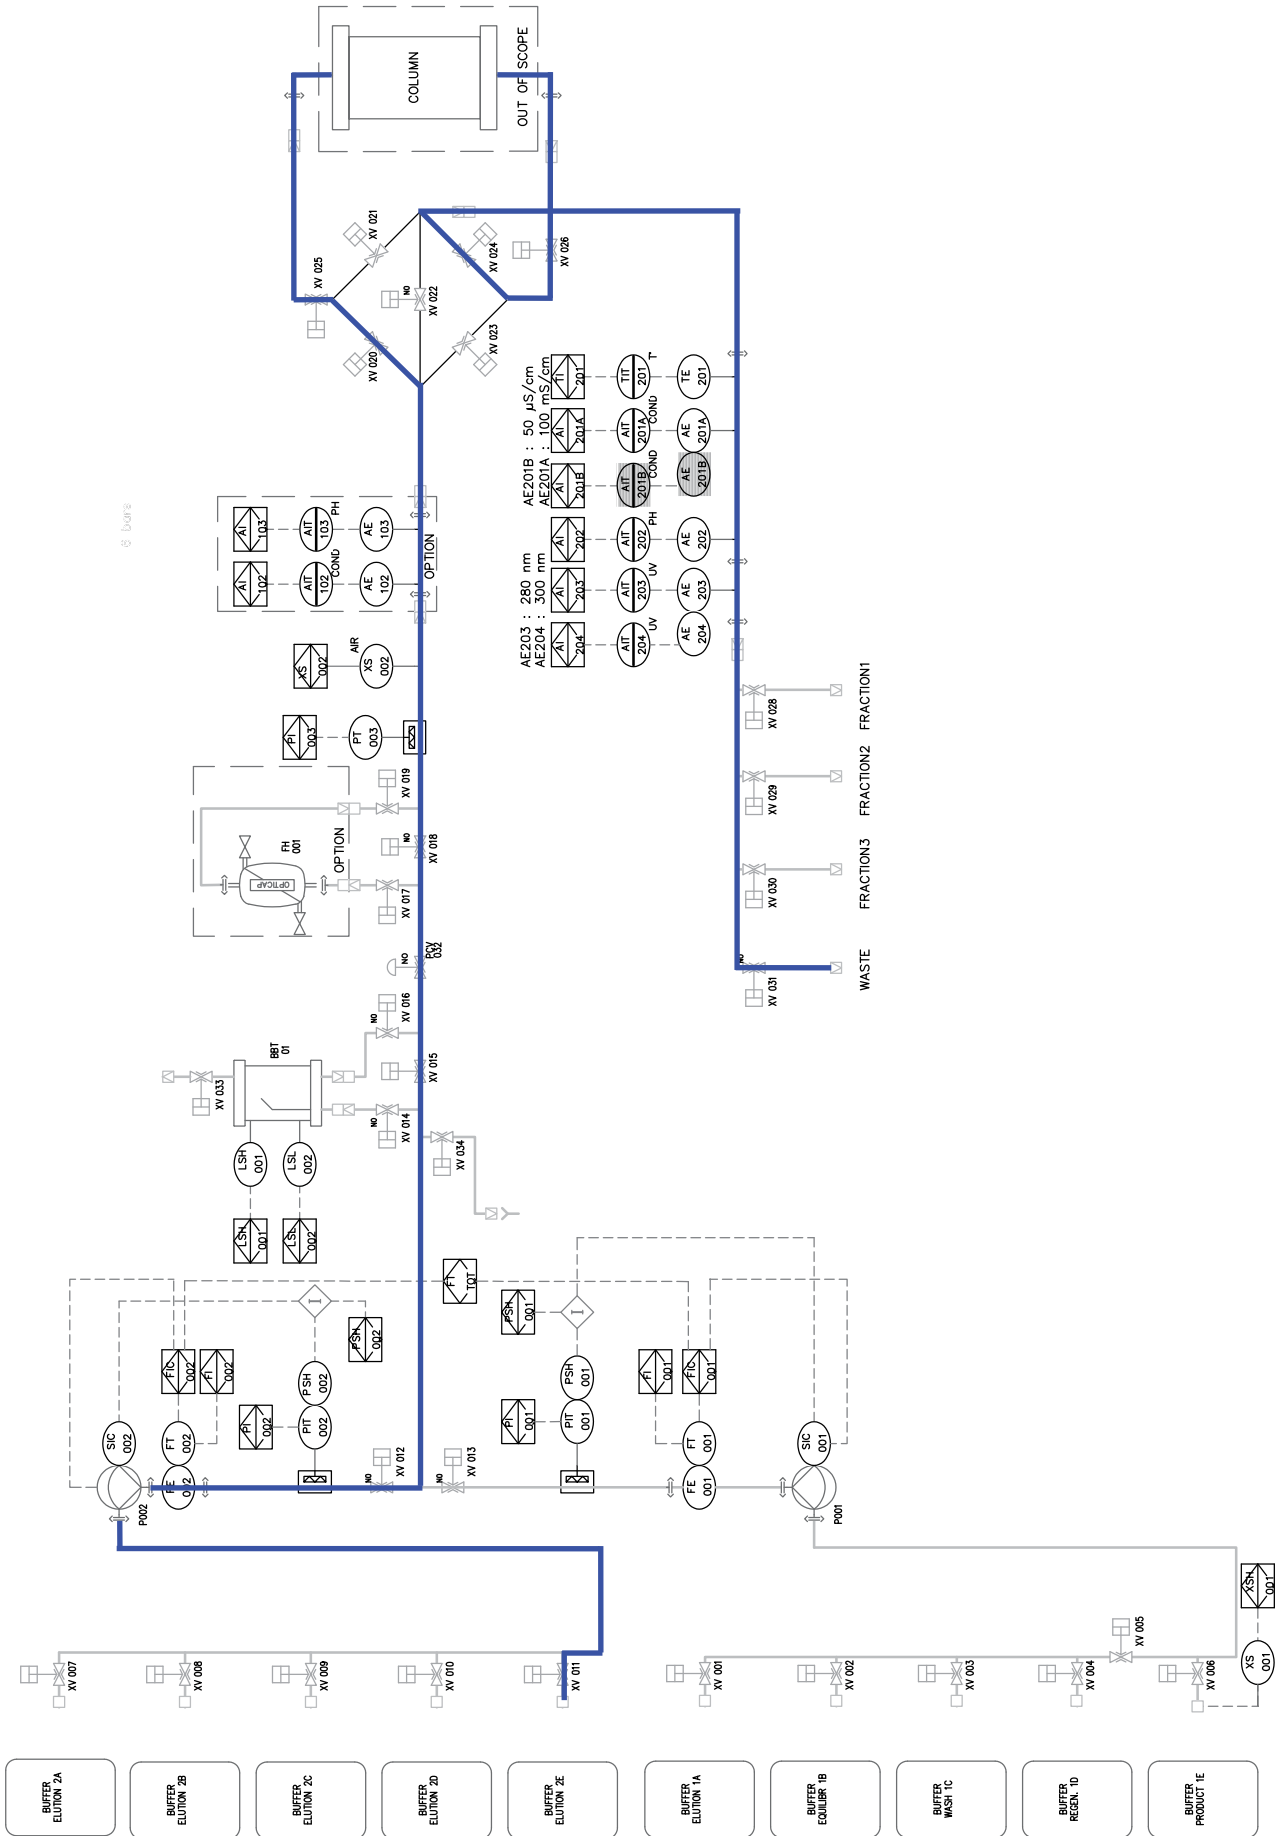 COLUMN
OUT OF SCOPE
XV 021
XV 025
XV 024
XV 026
NO
XV 022
XV 020
XV 023
AE201B : 50 µS/cm
AE201A : 100 mS/cm
TI
201
TIT
201
T°
TE
201
AI
201A
AIT
201A
COND
AE
201A
AI
201B
AIT
201B
COND
AE
201B
AI
202
AIT
202
PH
AE
202
AE203 : 280 nm
AE204 : 300 nm
AI
203
AIT
203
UV
AE
203
AI
204
AIT
204
UV
AE
204
6 bars
AI
103
AIT
103
PH
AE
103
AI
102
AIT
102
COND
AE
102
OPTION
XS
002
AIR
XS
002
PI
003
PT
003
XV 019
NO
XV 018
XV 017
FH
001
OPTICAP
OPTION
NO
PCV
032
XV 028
FRACTION1
XV 029
FRACTION2
XV 030
FRACTION3
NO
XV 031
WASTE
BBT
01
XV 033
NO
XV 016
XV 015
NO
XV 014
XV 034
LSH
001
LSL
002
LSH
001
LSL
002
FT
TOT
I
PSH
002
FIC
002
FI
002
PSH
002
PI
002
PIT
002
SIC
002
FT
002
FE
002
P002
NO
XV 012
NO
XV 013
PSH
001
I
PSH
001
PI
001
PIT
001
FI
001
FIC
001
FT
001
FE
001
SIC
001
P001
XSH
001
XS
001
XV 007
XV 008
XV 009
XV 010
XV 011
XV 001
XV 002
XV 003
XV 004
XV 005
XV 006
BUFFER
ELUTION 2A
BUFFER
ELUTION 2B
BUFFER
ELUTION 2C
BUFFER
ELUTION 2D
BUFFER
ELUTION 2E
BUFFER
ELUTION 1A
BUFFER
EQUILIBR 1B
BUFFER
WASH 1C
BUFFER
REGEN. 1D
BUFFER
PRODUCT 1E